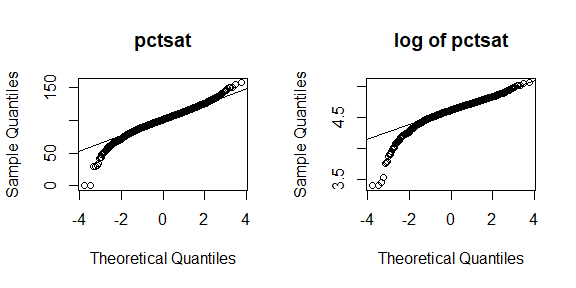 pctsat
Sample Quantiles
0 50 150
-4 -2 0 2 4
Theoretical Quantiles
log of pctsat
Sample Quantiles
3.5 4.5
-4 -2 0 2 4
Theoretical Quantiles